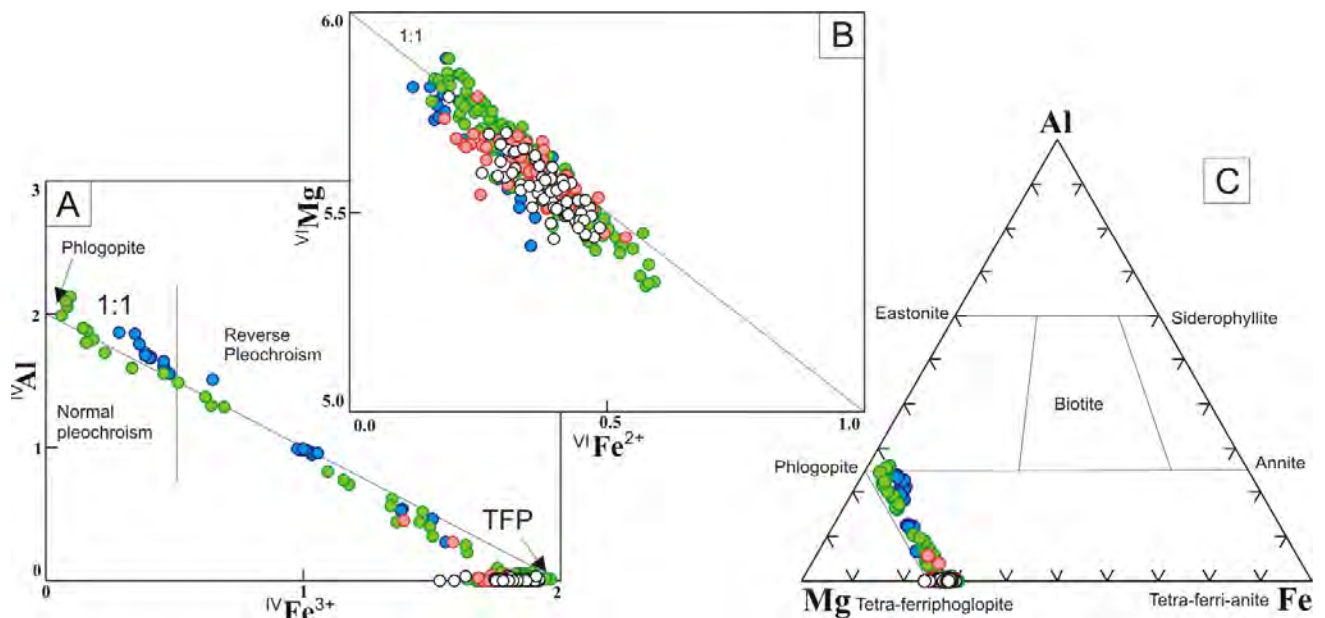 A
3
Phlogopite
1:1
2
Reverse
Pleochroism
IVAl
Normal
pleochroism
1
TFP
0
0
1
2
IVFe3+
B
6.0
1:1
VIMg
5.5
5.0
0.0
0.5
1.0
VIFe2+
C
Al
Eastonite
Siderophyllite
Biotite
Phlogopite
Annite
Mg
Tetra-ferriphoglopite
Tetra-ferri-anite
Fe